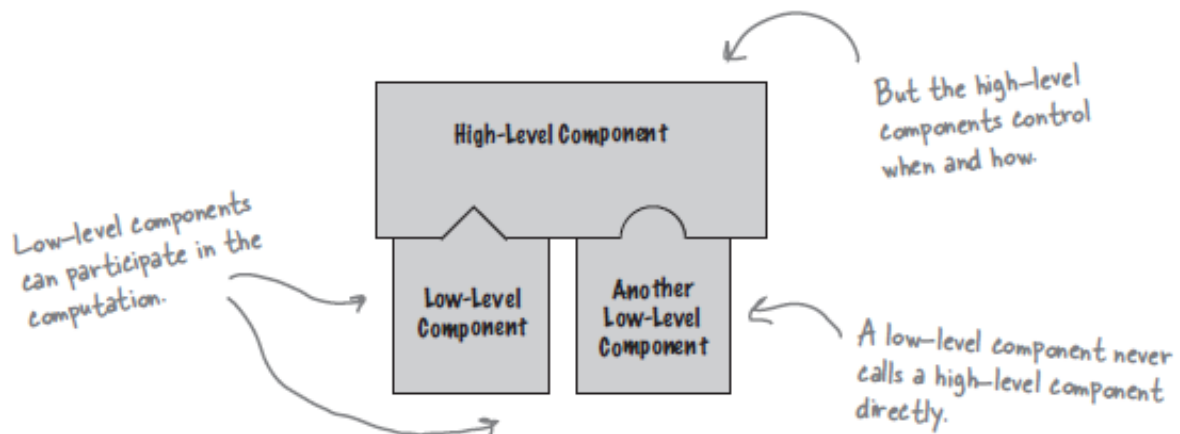 But the high-level
components control
when and how.
High-Level Component
Low-level components
can participate in the
computation.
Low-Level
Component
Another
Low-Level
Component
A low-level component never
calls a high-level component
directly.